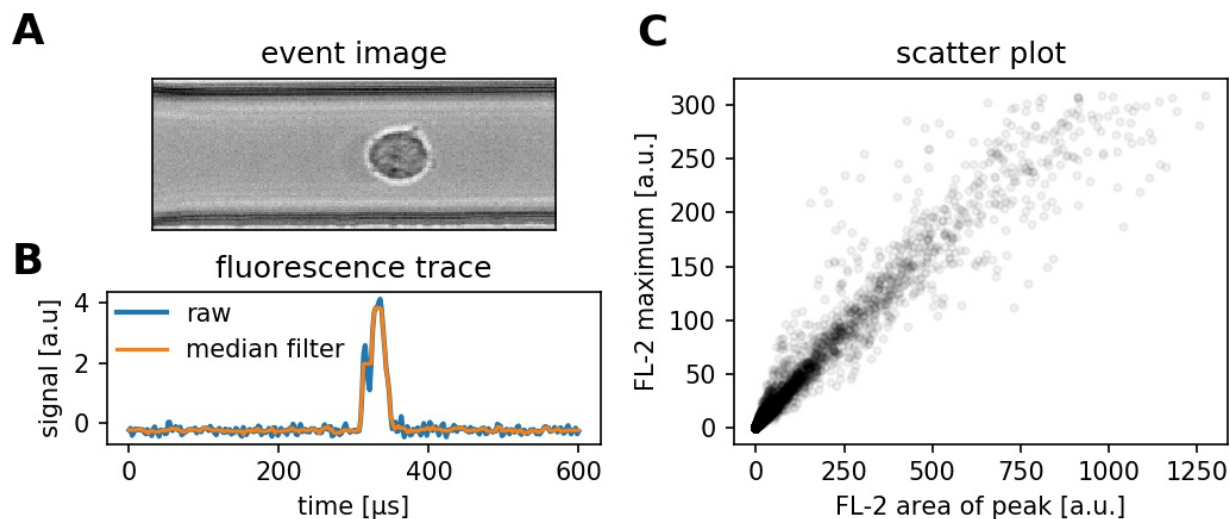 A
event image
B
fluorescence trace
signal [a.u]
4
2
0
raw
median filter
0
200
400
600
time [µs]
C
scatter plot
FL-2 maximum [a.u.]
300
250
200
150
100
50
0
0
250
500
750
1000
1250
FL-2 area of peak [a.u.]